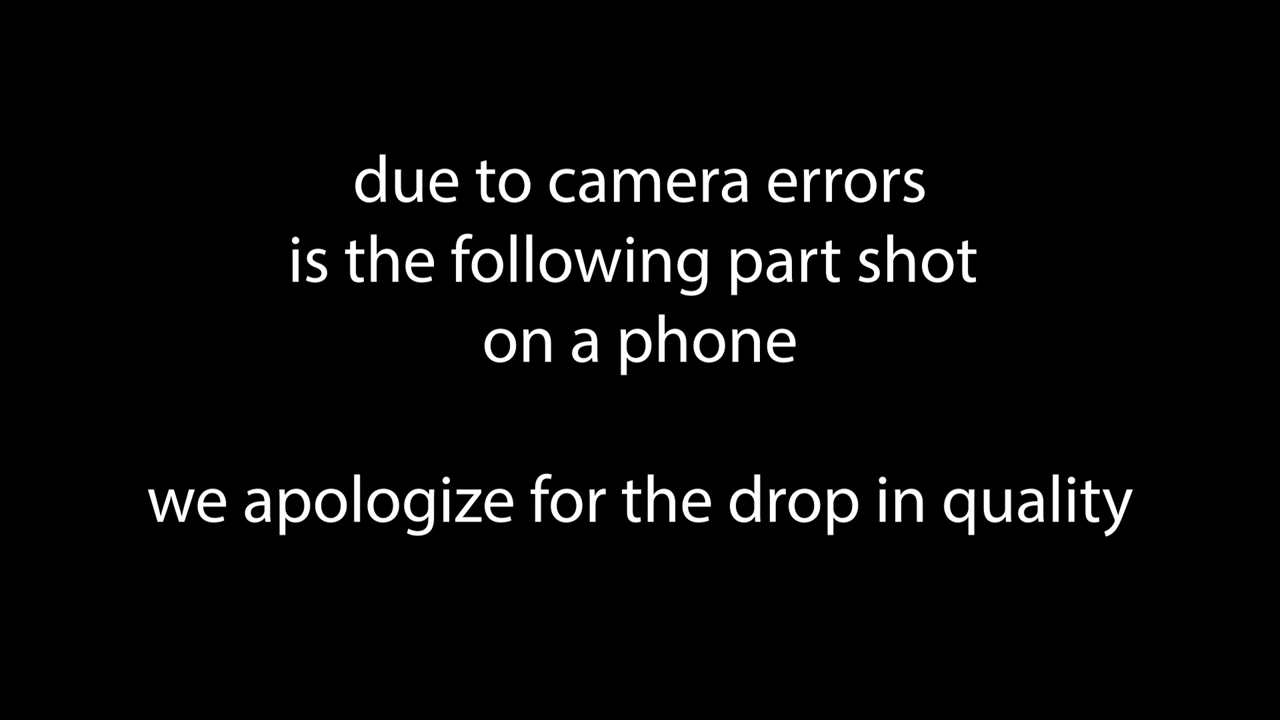 due to camera errors
is the following part shot
on a phone
we apologize for the drop in quality